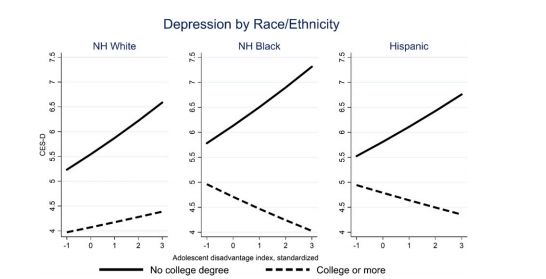 Depression by Race/Ethnicity
NH White
NH Black
Hispanic
CES-D
7.5
7
6.5
6
5.5
5
4.5
4
-1 0 1 2 3
7.5
7
6.5
6
5.5
5
4.5
4
-1 0 1 2 3
7.5
7
6.5
6
5.5
5
4.5
4
-1 0 1 2 3
Adolescent disadvantage index, standardized
No college degree
College or more